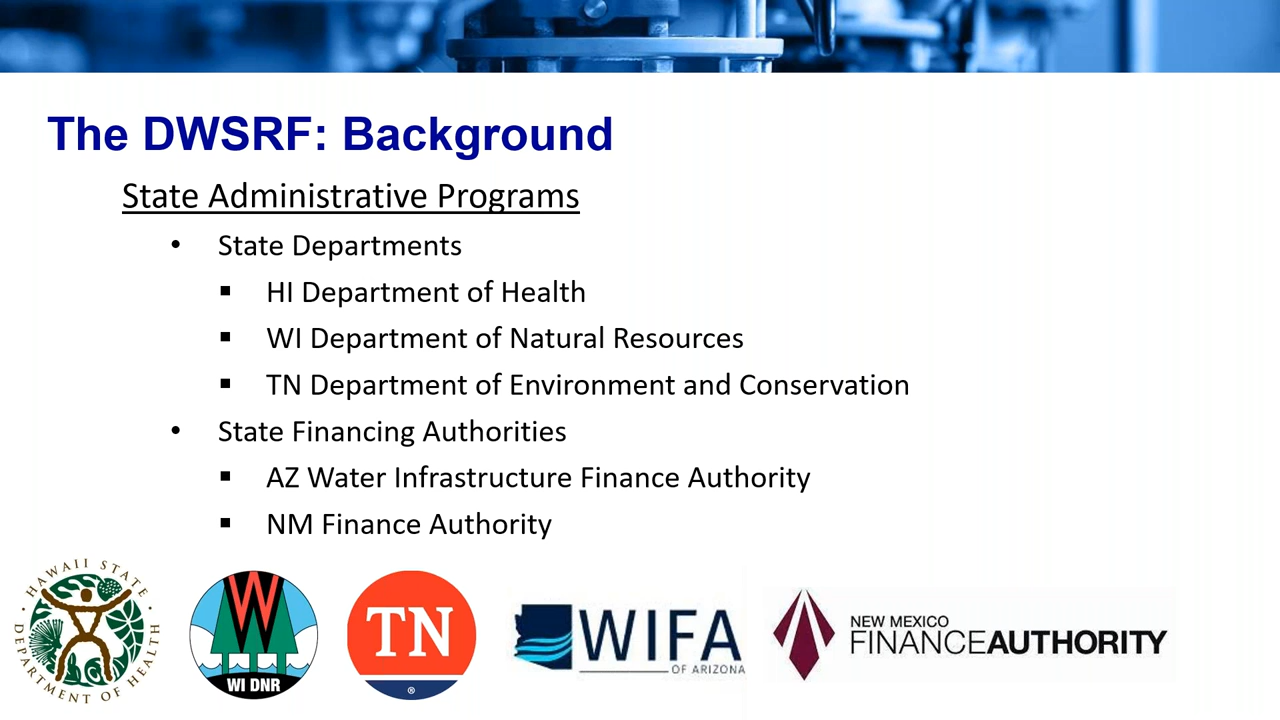 The DWSRF: Background
State Administrative Programs
• State Departments
▪ HI Department of Health
▪ WI Department of Natural Resources
▪ TN Department of Environment and Conservation
• State Financing Authorities
▪ AZ Water Infrastructure Finance Authority
▪ NM Finance Authority
HAWAII STATE
DEPARTMENT OF HEALTH
W
WI DNR
TN
®
WIFA
OF ARIZONA
NEW MEXICO
FINANCEAUTHORITY